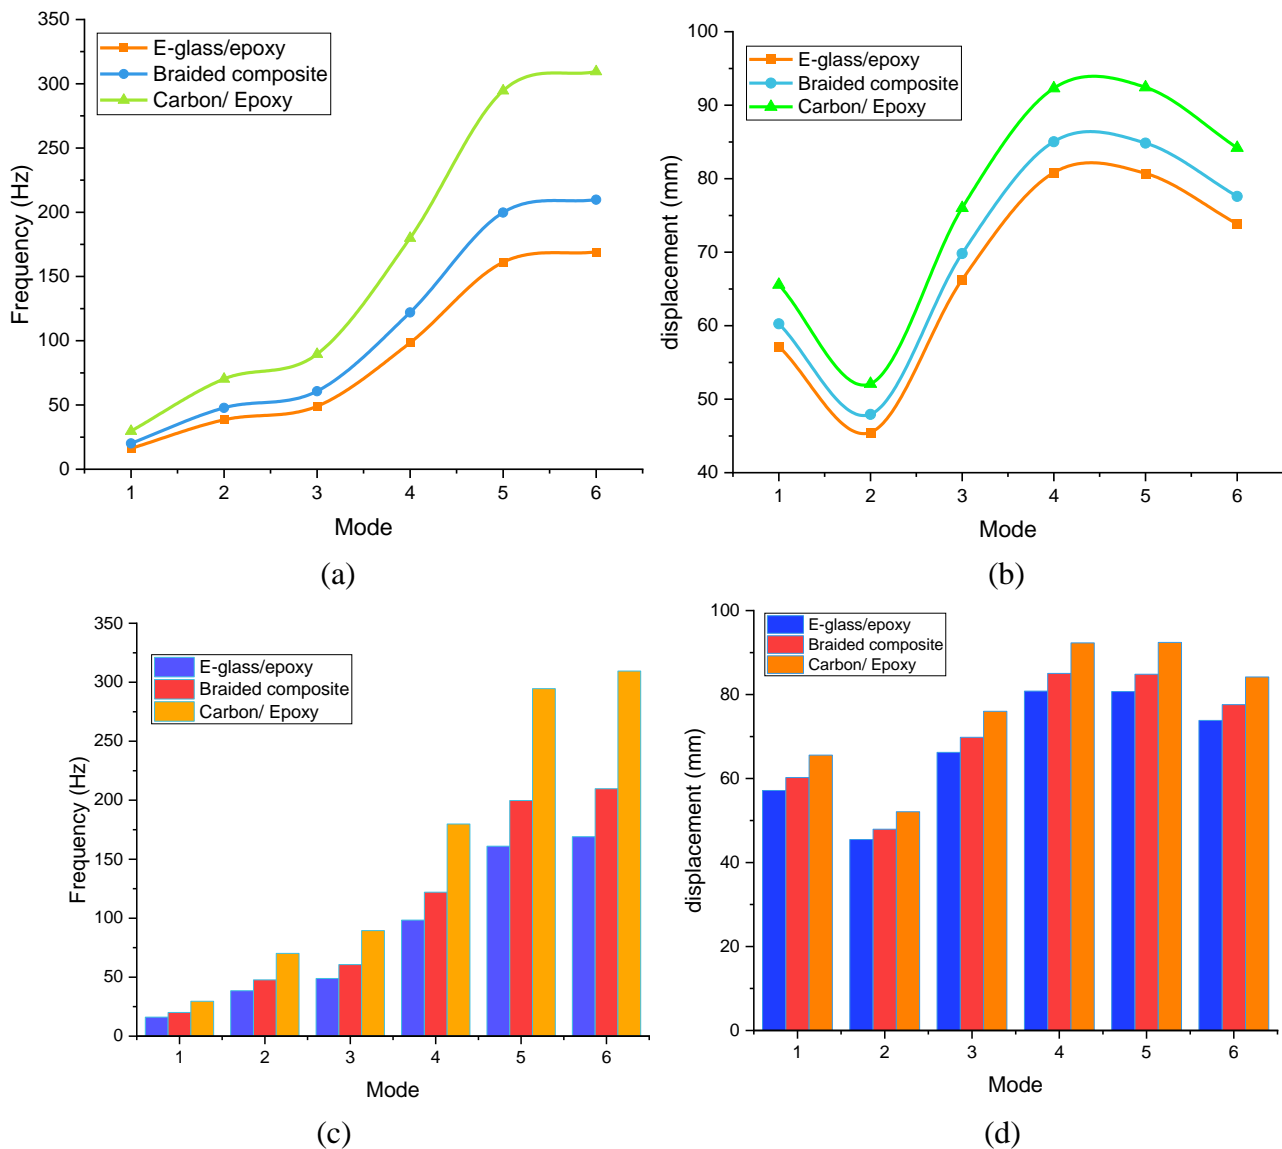 350
300
250
200
150
100
50
0
Frequency (Hz)
E-glass/epoxy
Braided composite
Carbon/ Epoxy
1 2 3 4 5 6
Mode
(a)
100
90
80
70
60
50
40
displacement (mm)
E-glass/epoxy
Braided composite
Carbon/ Epoxy
1 2 3 4 5 6
Mode
(b)
350
300
250
200
150
100
50
0
Frequency (Hz)
E-glass/epoxy
Braided composite
Carbon/ Epoxy
1 2 3 4 5 6
Mode
(c)
100
80
60
40
20
0
displacement (mm)
E-glass/epoxy
Braided composite
Carbon/ Epoxy
1 2 3 4 5 6
Mode
(d)